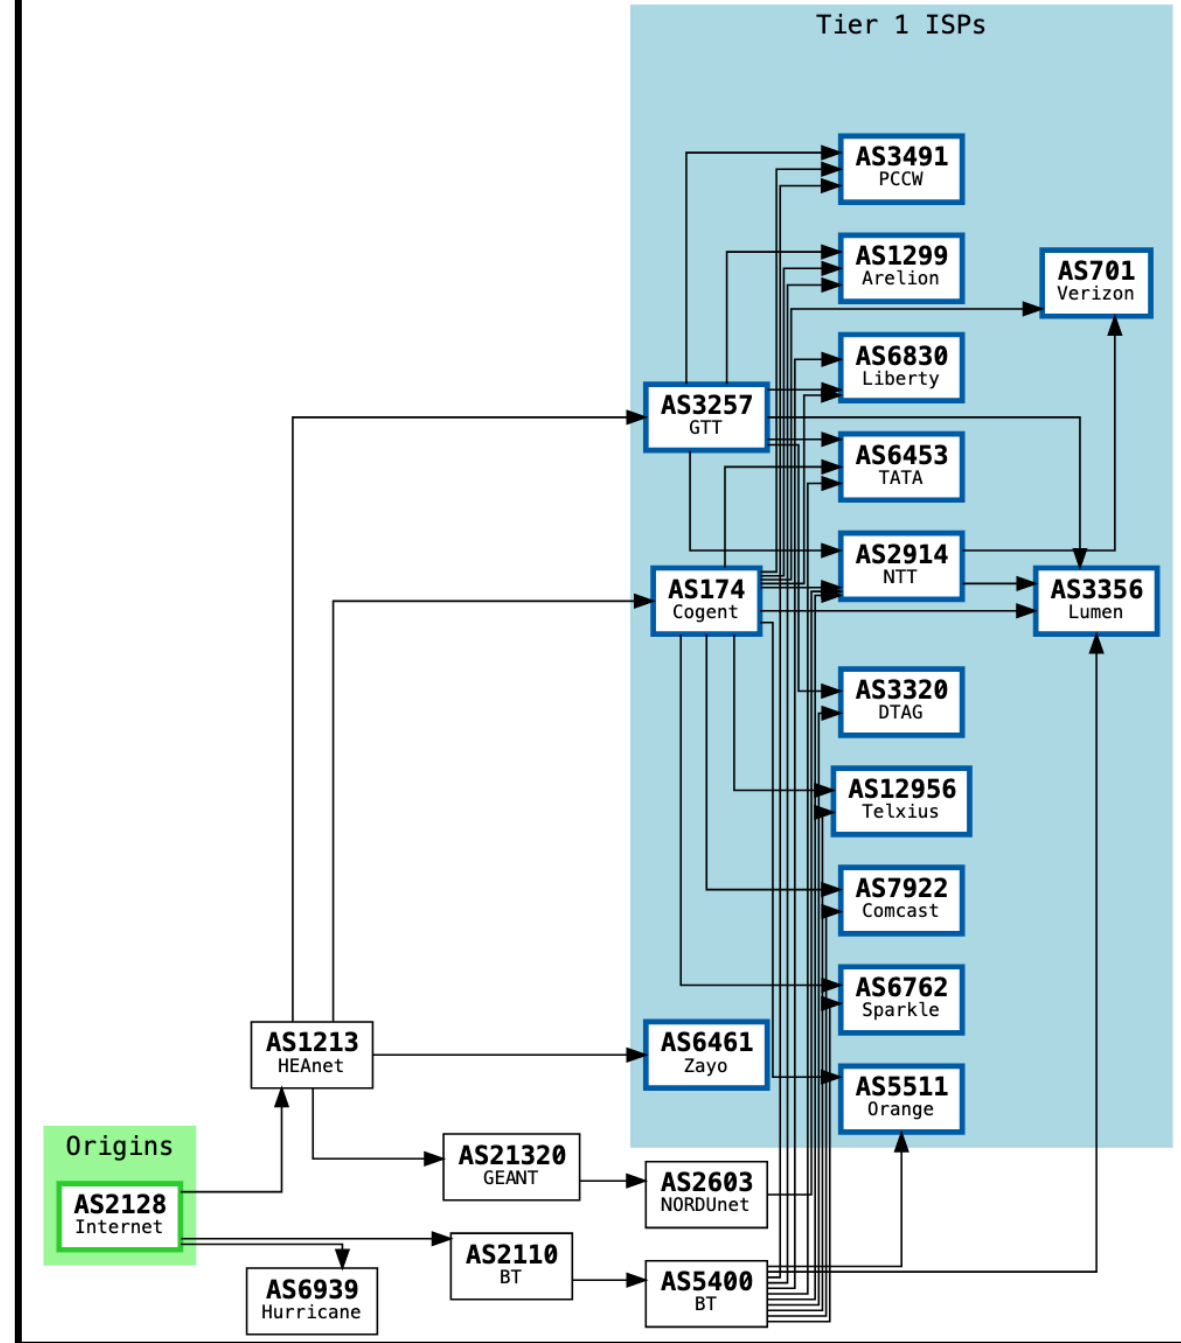 Tier 1 ISPs
AS3491
PCCW
AS1299
Arelion
AS701
Verizon
AS6830
Liberty
AS3257
GTT
AS6453
TATA
AS2914
NTT
AS174
Cogent
AS3356
Lumen
AS3320
DTAG
AS12956
Telxius
AS7922
Comcast
AS6762
Sparkle
AS1213
HEAnet
AS6461
Zayo
AS5511
Orange
Origins
AS21320
GEANT
AS2603
NORDUnet
AS2128
Internet
AS2110
BT
AS5400
BT
AS6939
Hurricane